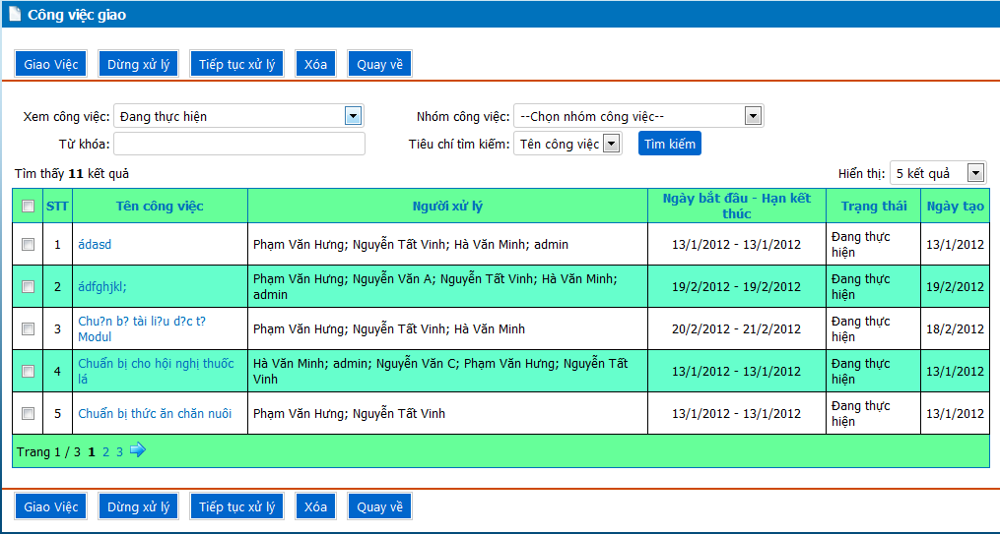 Công việc giao
Giao Việc Dừng xử lý Tiếp tục xử lý Xóa Quay về
Xem công việc: Đang thực hiện Nhóm công việc: --Chọn nhóm công việc--
Từ khóa: Tiêu chí tìm kiếm: Tên công việc Tìm kiếm
Tìm thấy 11 kết quả Hiển thị: 5 kết quả
STT Tên công việc Người xử lý Ngày bắt đầu - Hạn kết Trạng thái Ngày tạo
thúc
1 ádasd Phạm Văn Hưng; Nguyễn Tất Vinh; Hà Văn Minh; admin 13/1/2012 - 13/1/2012 Đang thực 13/1/2012
hiện
2 ádfghjkl; Phạm Văn Hưng; Nguyễn Văn A; Nguyễn Tất Vinh; Hà Văn Minh; 19/2/2012 - 19/2/2012 Đang thực 19/2/2012
admin hiện
3 Chu?n b? tài li?u d?c t? Phạm Văn Hưng; Nguyễn Tất Vinh; Hà Văn Minh 20/2/2012 - 21/2/2012 Đang thực 18/2/2012
Modul hiện
4 Chuẩn bị cho hội nghị thuốc Hà Văn Minh; admin; Nguyễn Văn C; Phạm Văn Hưng; Nguyễn Tất 13/1/2012 - 13/1/2012 Đang thực 13/1/2012
lá Vinh hiện
5 Chuẩn bị thức ăn chăn nuôi Phạm Văn Hưng; Nguyễn Tất Vinh 13/1/2012 - 13/1/2012 Đang thực 13/1/2012
hiện
Trang 1 / 3 1 2 3
Giao Việc Dừng xử lý Tiếp tục xử lý Xóa Quay về